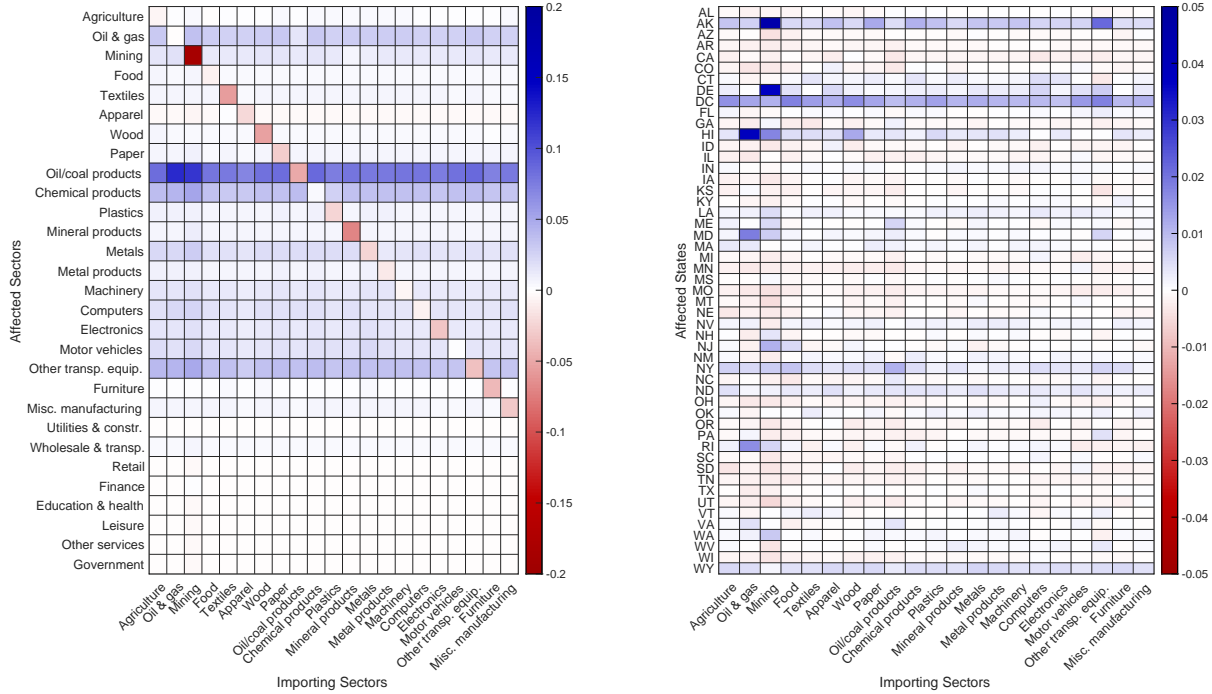 Agriculture
Oil & gas
Mining
Food
Textiles
Apparel
Wood
Paper
Oil/coal products
Chemical products
Plastics
Mineral products
Metals
Metal products
Machinery
Computers
Electronics
Motor vehicles
Other transp. equip.
Furniture
Misc. manufacturing
Utilities & constr.
Wholesale & transp.
Retail
Finance
Education & health
Leisure
Other services
Government
Affected Sectors
Agriculture
Oil & gas
Mining
Food
Textiles
Apparel
Wood
Paper
Oil/coal products
Chemical products
Plastics
Mineral products
Metals
Metal products
Machinery
Computers
Electronics
Motor vehicles
Other transp. equip.
Furniture
Misc. manufacturing
Importing Sectors
0.2
0.15
0.1
0.05
0
-0.05
-0.1
-0.15
-0.2
AL
AK
AZ
AR
CA
CO
CT
DE
DC
FL
GA
HI
ID
IL
IN
IA
KS
KY
LA
ME
MD
MA
MI
MN
MS
MO
MT
NE
NV
NH
NJ
NM
NY
NC
ND
OH
OK
OR
PA
RI
SC
SD
TN
TX
UT
VT
VA
WA
WV
WI
WY
Affected States
Agriculture
Oil & gas
Mining
Food
Textiles
Apparel
Wood
Paper
Oil/coal products
Chemical products
Plastics
Mineral products
Metals
Metal products
Machinery
Computers
Electronics
Motor vehicles
Other transp. equip.
Furniture
Misc. manufacturing
Importing Sectors
0.05
0.04
0.03
0.02
0.01
0
-0.01
-0.02
-0.03
-0.04
-0.05